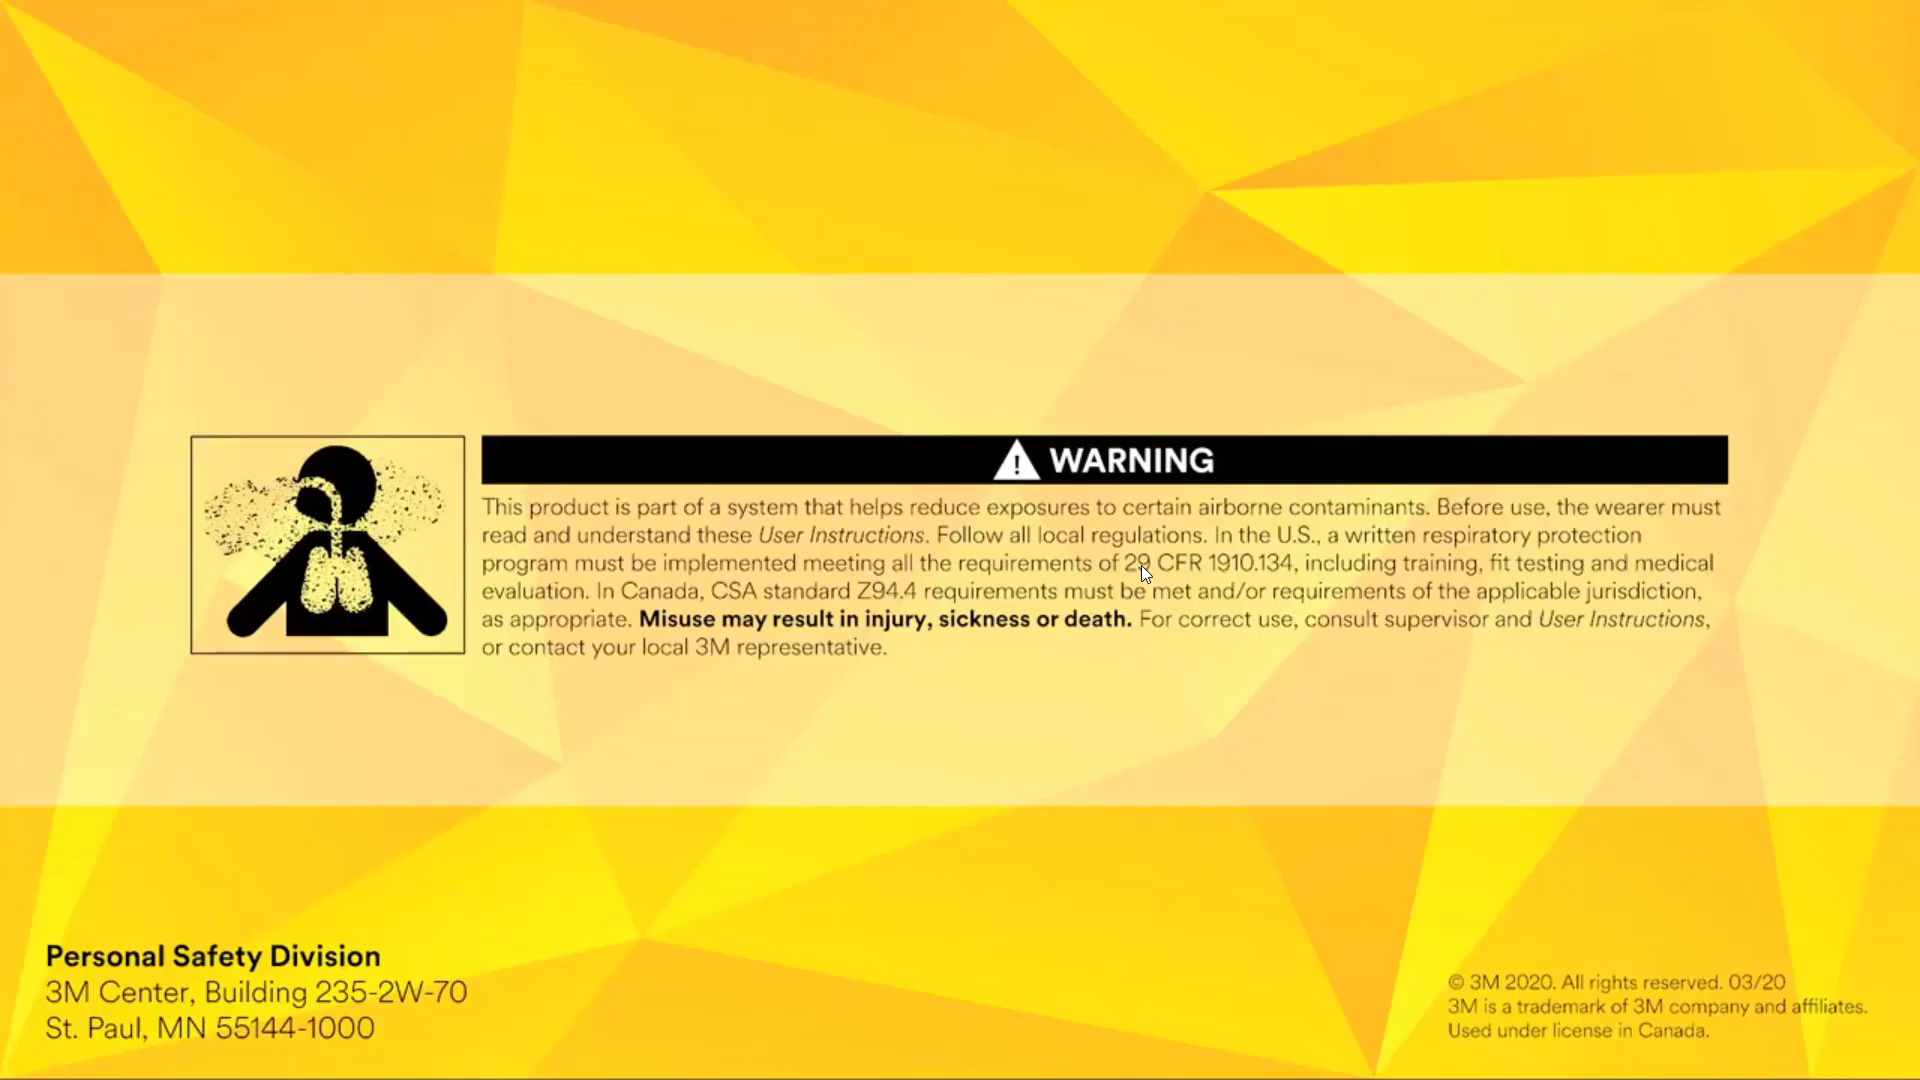 WARNING
This product is part of a system that helps reduce exposures to certain airborne contaminants. Before use, the wearer must
read and understand these User Instructions. Follow all local regulations. In the U.S., a written respiratory protection
program must be implemented meeting all the requirements of 29 CFR 1910.134, including training, fit testing and medical
evaluation. In Canada, CSA standard Z94.4 requirements must be met and/or requirements of the applicable jurisdiction,
as appropriate. Misuse may result in injury, sickness or death. For correct use, consult supervisor and User Instructions,
or contact your local 3M representative.
Personal Safety Division
3M Center, Building 235-2W-70
St. Paul, MN 55144-1000
© 3M 2020. All rights reserved. 03/20
3M is a trademark of 3M company and affiliates.
Used under license in Canada.